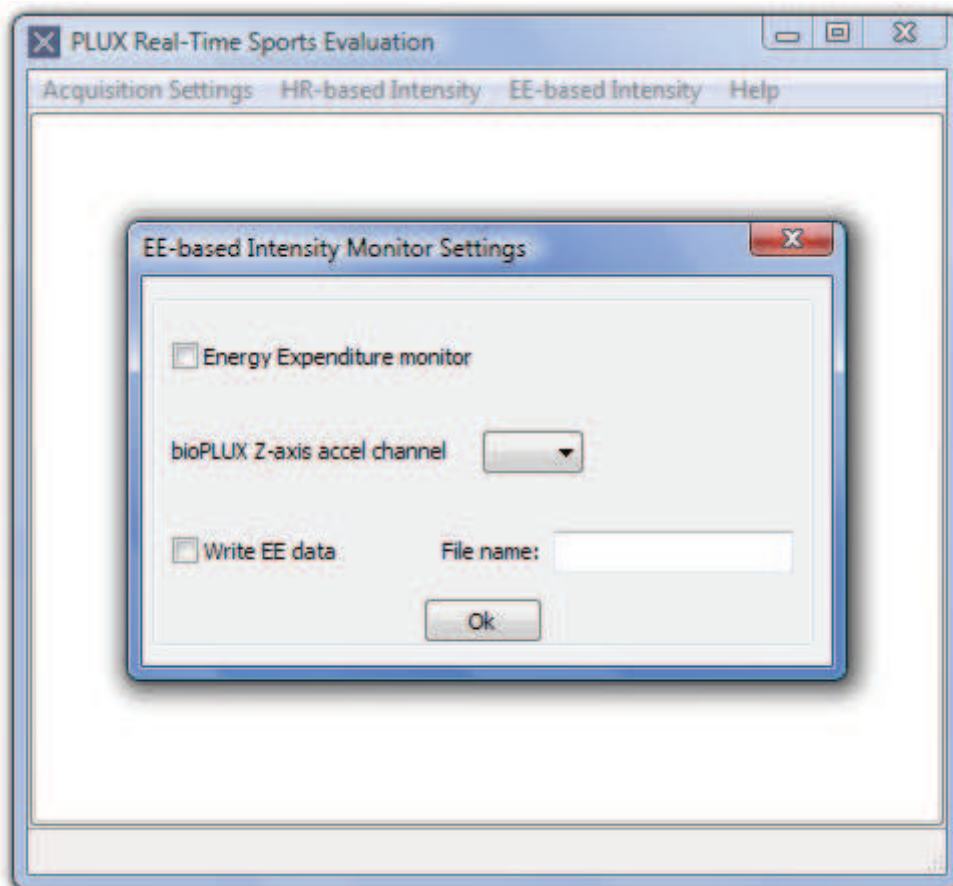 PLUX Real-Time Sports Evaluation
Acquisition Settings HR-based Intensity EE-based Intensity Help
EE-based Intensity Monitor Settings
Energy Expenditure monitor
bioPLUX Z-axis accel channel
Write EE data File name:
Ok